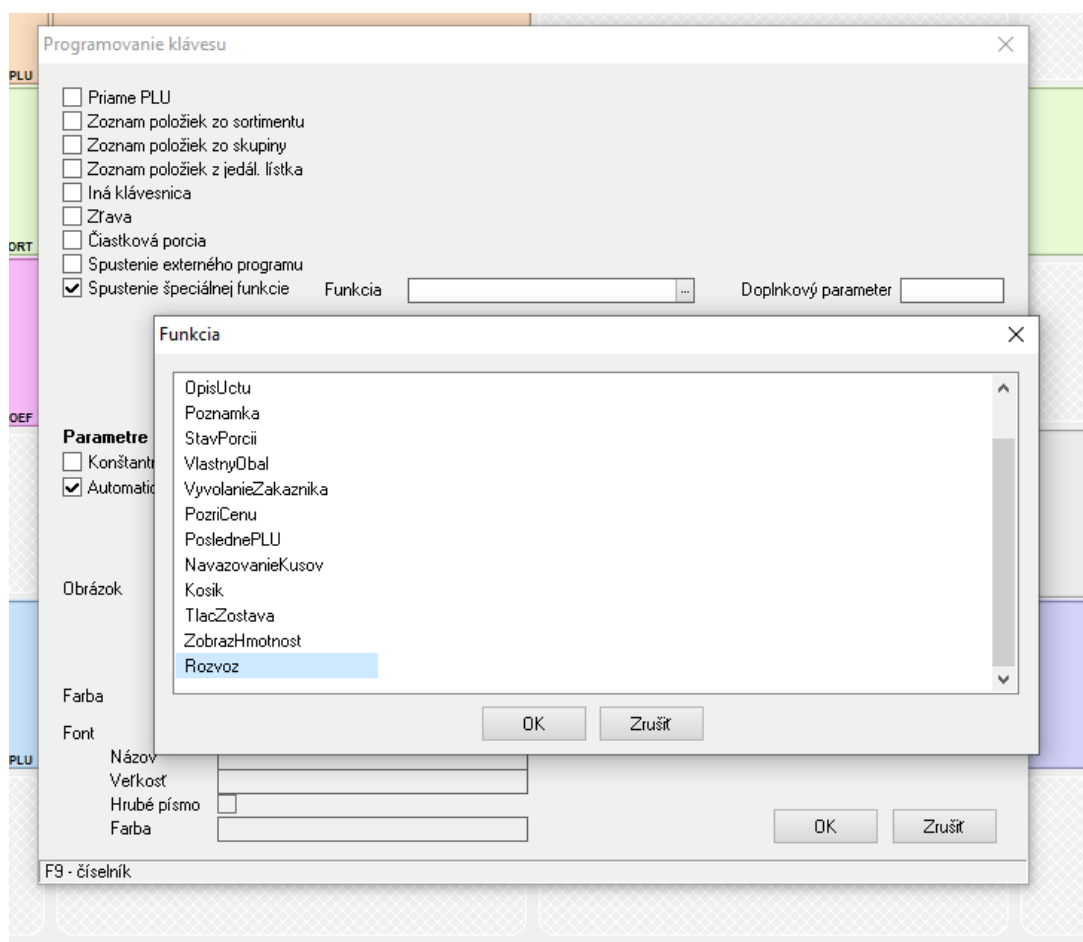 Programovanie klávesu
PLU
Priame PLU
Zoznam položiek zo sortimentu
Zoznam položiek zo skupiny
Zoznam položiek z jedál. lístka
Iná klávesnica
Zľava
ORT
Čiastková porcia
Spustenie externého programu
Spustenie špeciálnej funkcie Funkcia ... Doplnkový parameter
Funkcia
OpisUctu
Poznamka
OEF
StavPorcii
VlastnyObal
VyvolanieZakaznika
PozriCenu
PoslednePLU
NavazovanieKusov
Kosik
TlacZostava
ZobrazHmotnost
Rozvoz
OK Zrušiť
Parametre
Konštantn
Automatic
Obrázok
Farba
Font
PLU
Názov
Veľkosť
Hrubé písmo
Farba
OK Zrušiť
F9 - číselník